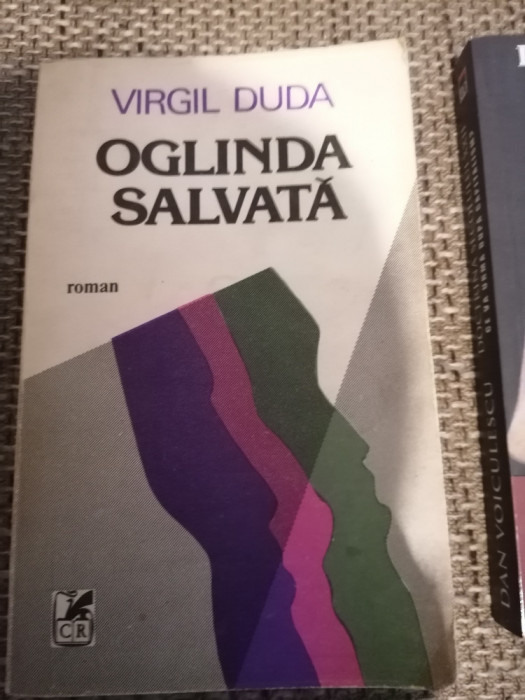 VIRGIL DUDA
OGLINDA
SALVATĂ
roman
CR
DAN VOICULESCU